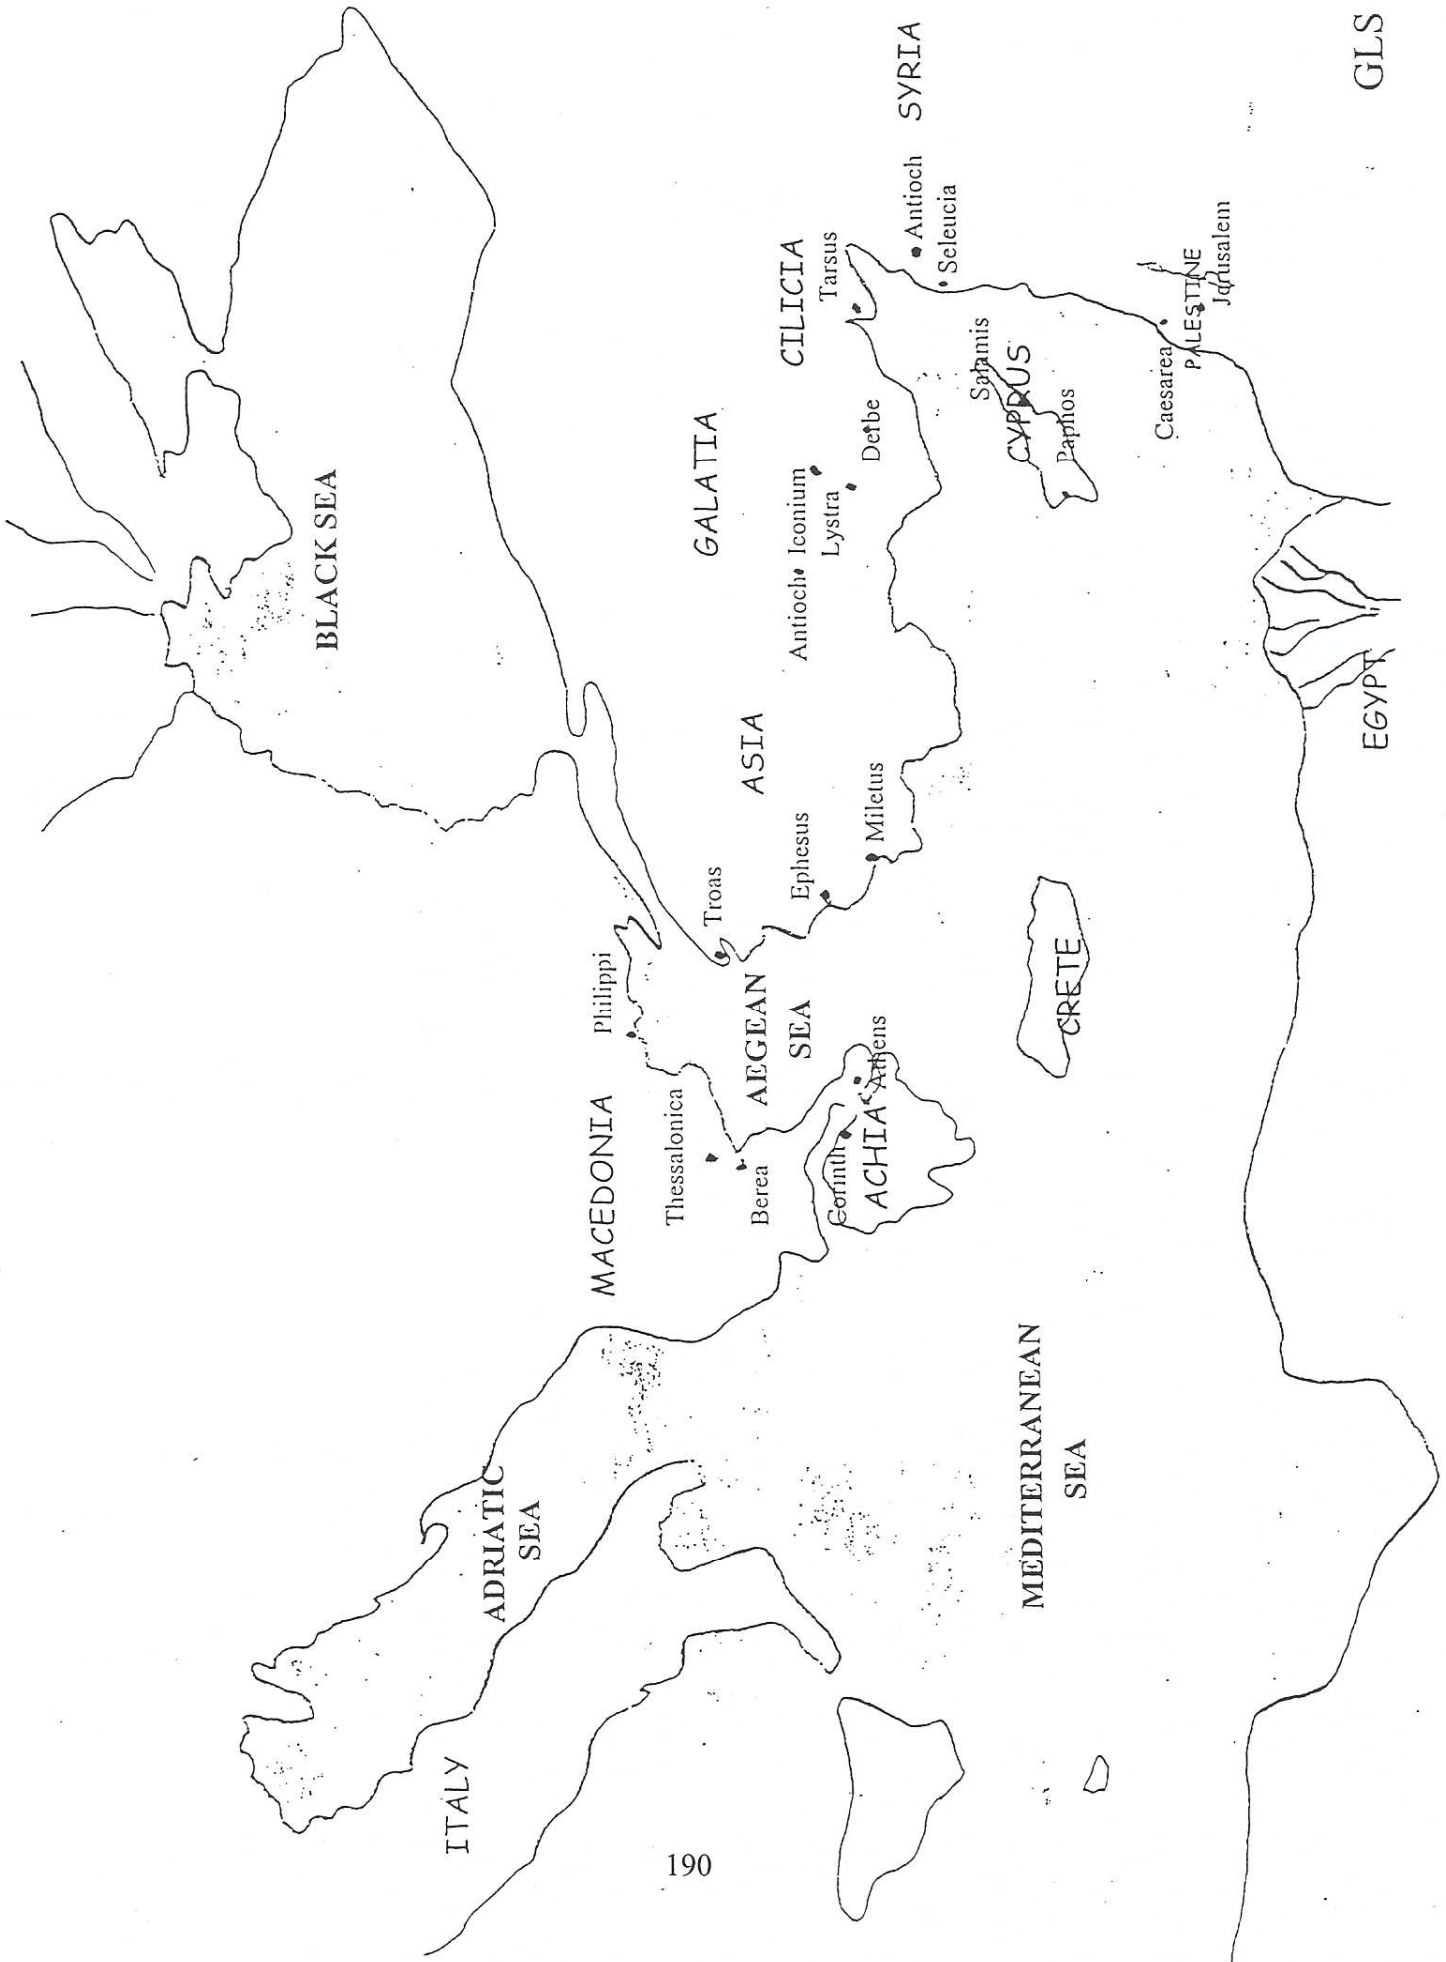 BLACK SEA
MACEDONIA
Philippi
Thessalonica
Berea
Troas
AEGEAN
SEA
ASIA
Ephesus
Miletus
GALATIA
Antioch
Iconium
Lystra
Derbe
CILICIA
Tarsus
SYRIA
Antioch
Seleucia
ITALY
ADRIATIC
SEA
Corinth
ACHIA
Athens
CRETE
Salamis
CYPRUS
Paphos
MEDITERRANEAN
SEA
Caesarea
PALESTINE
Jerusalem
EGYPT
GLS
190